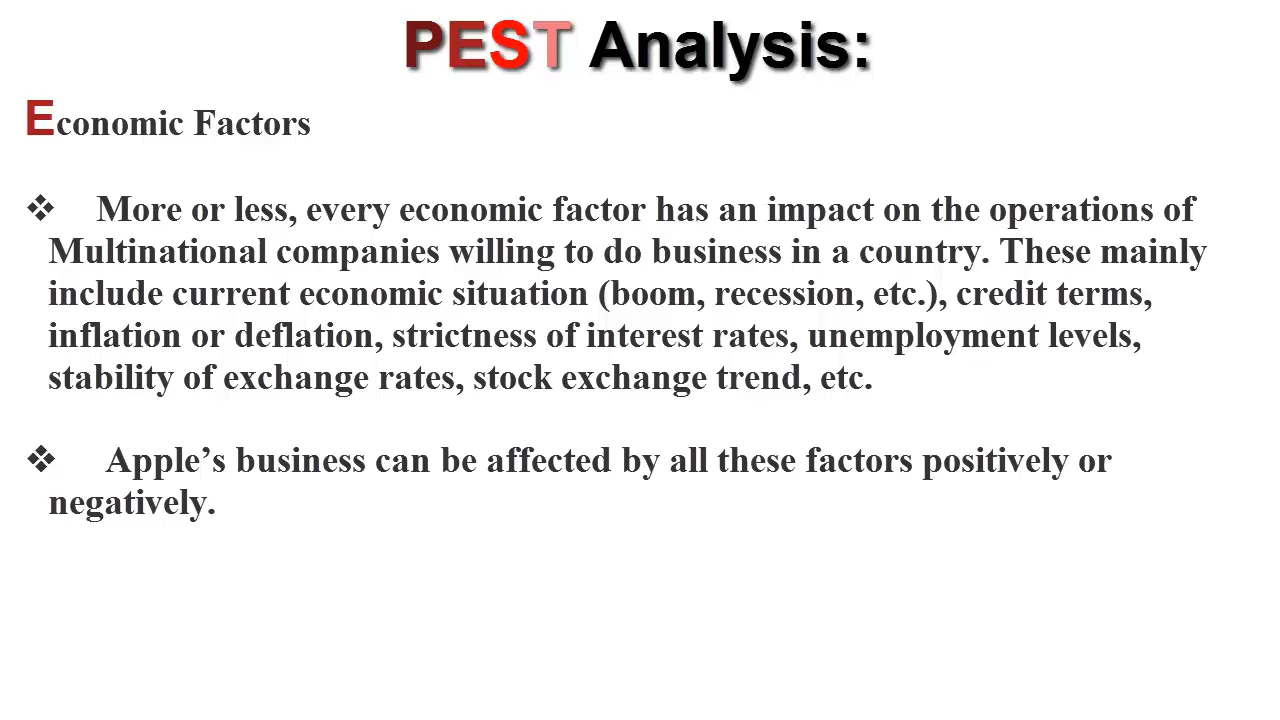 PEST Analysis:
Economic Factors
❖ More or less, every economic factor has an impact on the operations of
Multinational companies willing to do business in a country. These mainly
include current economic situation (boom, recession, etc.), credit terms,
inflation or deflation, strictness of interest rates, unemployment levels,
stability of exchange rates, stock exchange trend, etc.
❖ Apple’s business can be affected by all these factors positively or
negatively.